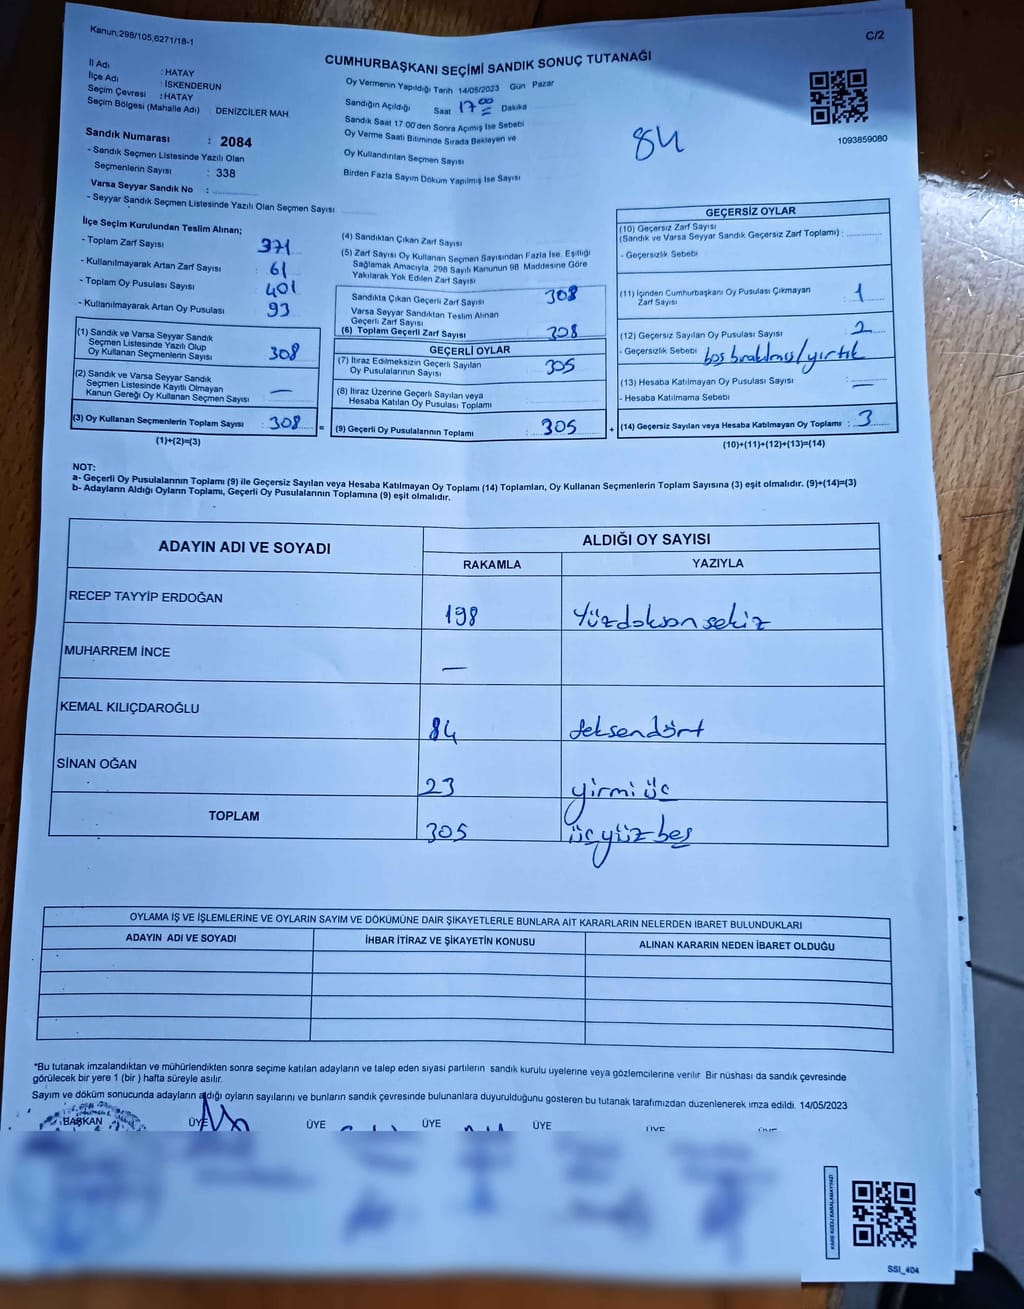 Kanun,298/105,6271/18-1
C/2
CUMHURBAŞKANI SEÇİMİ SANDIK SONUÇ TUTANAĞI
İl Adı : HATAY
İlçe Adı : İSKENDERUN
Seçim Çevresi : HATAY
Seçim Bölgesi (Mahalle Adı) DENİZCİLER MAH
Sandık Numarası : 2084
- Sandık Seçmen Listesinde Yazılı Olan
Seçmenlerin Sayısı : 338
Varsa Seyyar Sandık No :
- Seyyar Sandık Seçmen Listesinde Yazılı Olan Seçmen Sayısı
Oy Vermenin Yapıldığı Tarih 14/05/2023 Gün Pazar
Sandığın Açıldığı Saat 17 00 Dakika
Sandık Saat 17 00'den Sonra Açımış İse Sebebi
Oy Verme Saati Bitiminde Sırada Bekleyen ve
Oy Kullandırılan Seçmen Sayısı
Birden Fazla Sayım Döküm Yapılmış İse Sayısı
84
1093859080
İlçe Seçim Kurulundan Teslim Alınan;
- Toplam Zarf Sayısı 371
- Kullanılmayarak Artan Zarf Sayısı : 61
- Toplam Oy Pusulası Sayısı : 401
- Kullanılmayarak Artan Oy Pusulası 93
(1) Sandık ve Varsa Seyyar Sandık
Seçmen Listesinde Yazılı Olup
Oy Kullanan Seçmenlerin Sayısı : 308
(2) Sandık ve Varsa Seyyar Sandık
Seçmen Listesinde Kayıtlı Olmayan
Kanun Gereği Oy Kullanan Seçmen Sayısı : —
(3) Oy Kullanan Seçmenlerin Toplam Sayısı : 308
(1)+(2)=(3)
(4) Sandıktan Çıkan Zarf Sayısı
(5) Zarf Sayısı Oy Kullanan Seçmen Sayısından Fazla İse, Eşitliği
Sağlamak Amacıyla, 298 Sayılı Kanunun 98. Maddesine Göre
Yakılarak Yok Edilen Zarf Sayısı
Sandıkta Çıkan Geçerli Zarf Sayısı 308
Varsa Seyyar Sandıktan Teslim Alınan
Geçerli Zarf Sayısı
(6) Toplam Geçerli Zarf Sayısı 308
GEÇERLİ OYLAR
(7) İtiraz Edilmeksizin Geçerli Sayılan
Oy Pusulalarının Sayısı 305
(8) İtiraz Üzerine Geçerli Sayılan veya
Hesaba Katılan Oy Pusulası Toplamı
= (9) Geçerli Oy Pusulalarının Toplamı 305
GEÇERSİZ OYLAR
(10) Geçersiz Zarf Sayısı
(Sandık ve Varsa Seyyar Sandık Geçersiz Zarf Toplamı) :
- Geçersizlik Sebebi
(11) İçinden Cumhurbaşkanı Oy Pusulası Çıkmayan
Zarf Sayısı 1
(12) Geçersiz Sayılan Oy Pusulası Sayısı 2
- Geçersizlik Sebebi boş bırakılmış/yırtık
(13) Hesaba Katılmayan Oy Pusulası Sayısı : —
- Hesaba Katılmama Sebebi
+ (14) Geçersiz Sayılan veya Hesaba Katılmayan Oy Toplamı : 3
(10)+(11)+(12)+(13)=(14)
NOT:
a- Geçerli Oy Pusulalarının Toplamı (9) ile Geçersiz Sayılan veya Hesaba Katılmayan Oy Toplamı (14) Toplamları, Oy Kullanan Seçmenlerin Toplam Sayısına (3) eşit olmalıdır. (9)+(14)=(3)
b- Adayların Aldığı Oyların Toplamı, Geçerli Oy Pusulalarının Toplamına (9) eşit olmalıdır.
ADAYIN ADI VE SOYADI
ALDIĞI OY SAYISI
RAKAMLA YAZIYLA
RECEP TAYYİP ERDOĞAN 198 Yüzdoksansekiz
MUHARREM İNCE —
KEMAL KILIÇDAROĞLU 84 seksendört
SİNAN OĞAN 23 yirmi üç
TOPLAM 305 üçyüzbeş
OYLAMA İŞ VE İŞLEMLERİNE VE OYLARIN SAYIM VE DÖKÜMÜNE DAİR ŞİKAYETLERLE BUNLARA AİT KARARLARIN NELERDEN İBARET BULUNDUKLARI
ADAYIN ADI VE SOYADI İHBAR İTİRAZ VE ŞİKAYETİN KONUSU ALINAN KARARIN NEDEN İBARET OLDUĞU
*Bu tutanak imzalandıktan ve mühürlendikten sonra seçime katılan adayların ve talep eden siyasi partilerin sandık kurulu uyelerine veya gözlemcilerine verilir Bir nüshası da sandık çevresinde
görülecek bir yere 1 (bir) hafta süreyle asılır.
Sayım ve döküm sonucunda adayların aldığı oyların sayılarını ve bunların sandık çevresinde bulunanlara duyurulduğunu gosteren bu tutanak tarafımızdan düzenlenerek imza edildi. 14/05/2023
BAŞKAN ÜYE ÜYE ÜYE ÜYE ÜYE
KARE KODU KARALAMAYINIZ!
SSI_404